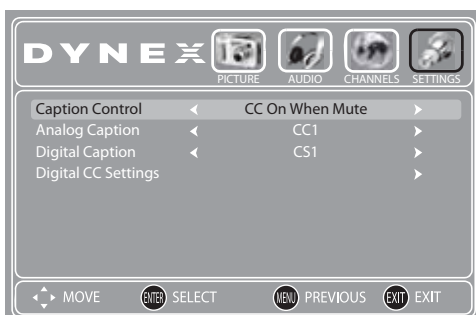 DYNEX
PICTURE AUDIO CHANNELS SETTINGS
Caption Control CC On When Mute
Analog Caption CC1
Digital Caption CS1
Digital CC Settings
MOVE ENTER SELECT MENU PREVIOUS EXIT EXIT